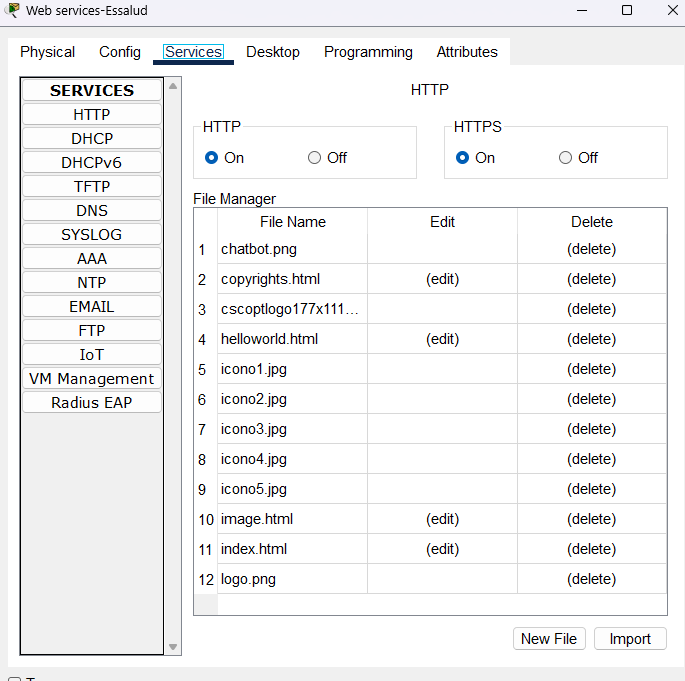 Web services-Essalud
Physical Config Services Desktop Programming Attributes
SERVICES
HTTP
DHCP
DHCPv6
TFTP
DNS
SYSLOG
AAA
NTP
EMAIL
FTP
IoT
VM Management
Radius EAP
HTTP
HTTP
On Off
HTTPS
On Off
File Manager
File Name Edit Delete
1 chatbot.png (delete)
2 copyrights.html (edit) (delete)
3 cscoptlogo177x111... (delete)
4 helloworld.html (edit) (delete)
5 icono1.jpg (delete)
6 icono2.jpg (delete)
7 icono3.jpg (delete)
8 icono4.jpg (delete)
9 icono5.jpg (delete)
10 image.html (edit) (delete)
11 index.html (edit) (delete)
12 logo.png (delete)
New File Import